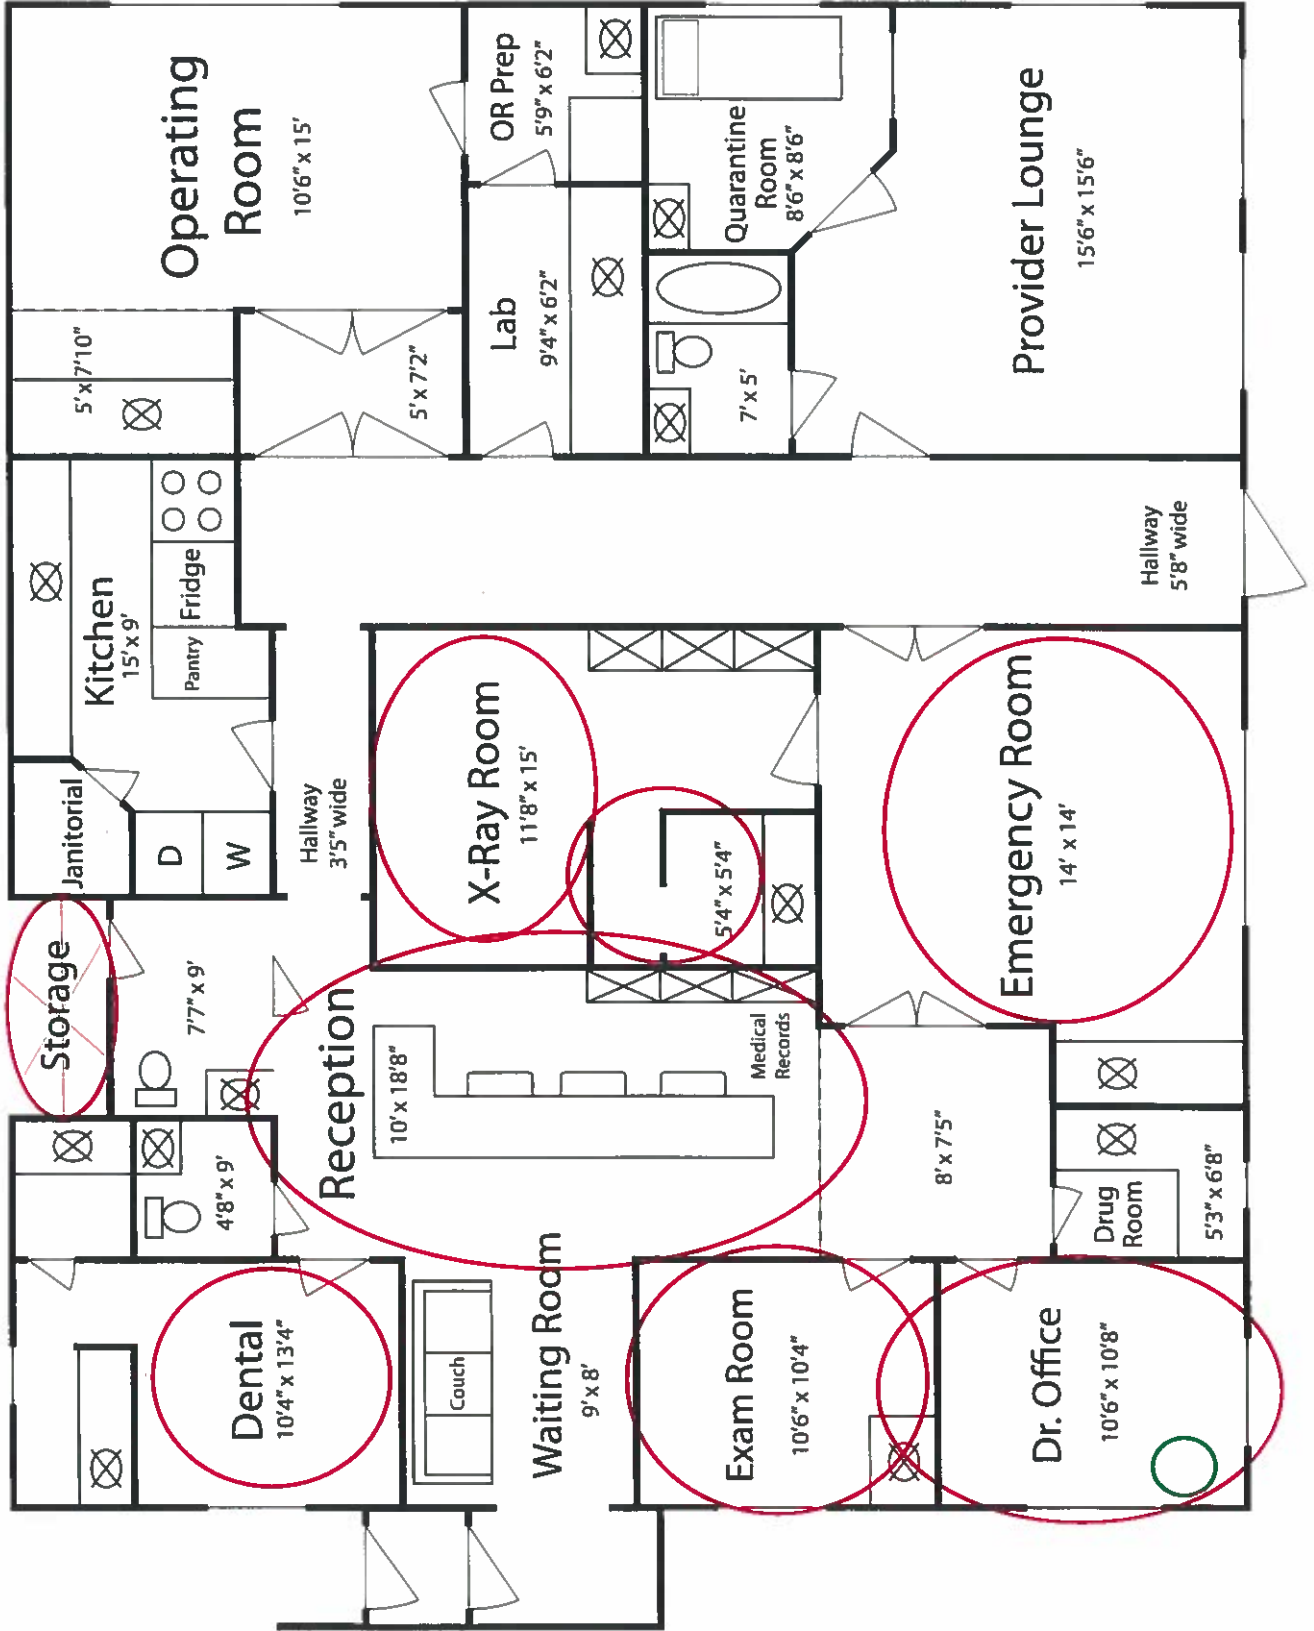 Operating
Room
10'6" x 15'
OR Prep
5'9" x 6'2"
Quarantine
Room
8'6" x 8'6"
Provider Lounge
15'6" x 15'6"
5' x 7'10"
5' x 7'2"
Lab
9'4" x 6'2"
7' x 5'
Kitchen
15' x 9'
Fridge
Pantry
Hallway
5'8" wide
Janitorial
D
W
Hallway
3'5" wide
X-Ray Room
11'8" x 15'
5'4" x 5'4"
Emergency Room
14' x 14'
Storage
7'7" x 9'
Reception
10' x 18'8"
Medical
Records
4'8" x 9'
8' x 7'5"
Drug
Room
5'3" x 6'8"
Dental
10'4" x 13'4"
Couch
Waiting Room
9' x 8'
Exam Room
10'6" x 10'4"
Dr. Office
10'6" x 10'8"